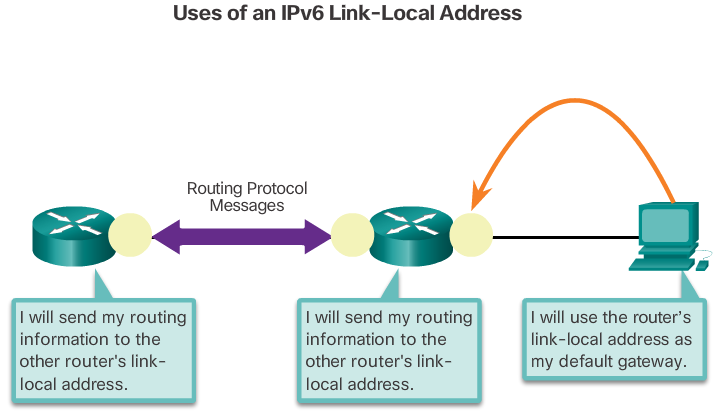 Uses of an IPv6 Link-Local Address
Routing Protocol
Messages
I will send my routing
information to the
other router's link-
local address.
I will send my routing
information to the
other router's link-
local address.
I will use the router's
link-local address as
my default gateway.